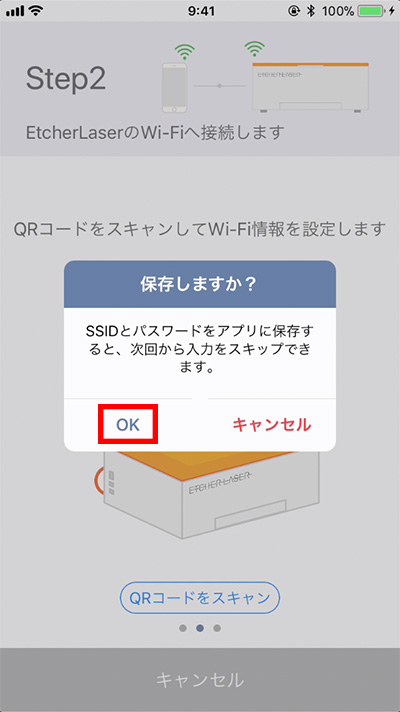 9:41
100%
Step2
ETCHER LASER
EtcherLaserのWi-Fiへ接続します
QRコードをスキャンしてWi-Fi情報を設定します
保存しますか？
SSIDとパスワードをアプリに保存す
ると、次回から入力をスキップでき
ます。
OK
キャンセル
ETCHER LASER
QRコードをスキャン
キャンセル